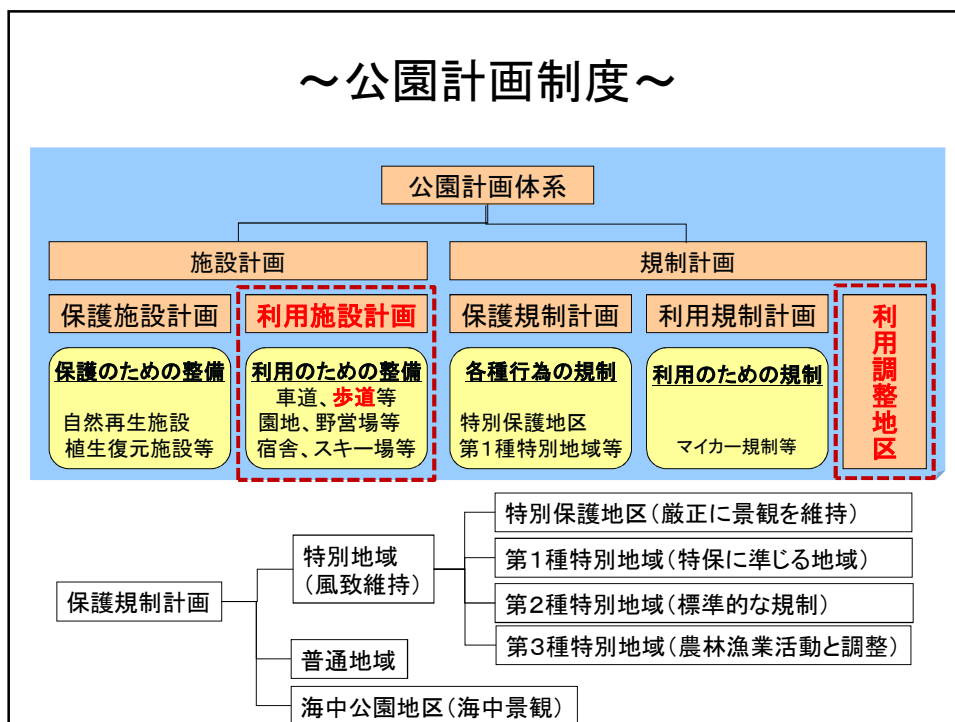 ～公園計画制度～
公園計画体系
施設計画
規制計画
保護施設計画
利用施設計画
保護規制計画
利用規制計画
利用調整地区
保護のための整備
自然再生施設
植生復元施設等
利用のための整備
車道、歩道等
園地、野営場等
宿舎、スキー場等
各種行為の規制
特別保護地区
第１種特別地域等
利用のための規制
マイカー規制等
保護規制計画
特別地域
（風致維持）
普通地域
海中公園地区（海中景観）
特別保護地区（厳正に景観を維持）
第１種特別地域（特保に準じる地域）
第２種特別地域（標準的な規制）
第３種特別地域（農林漁業活動と調整）